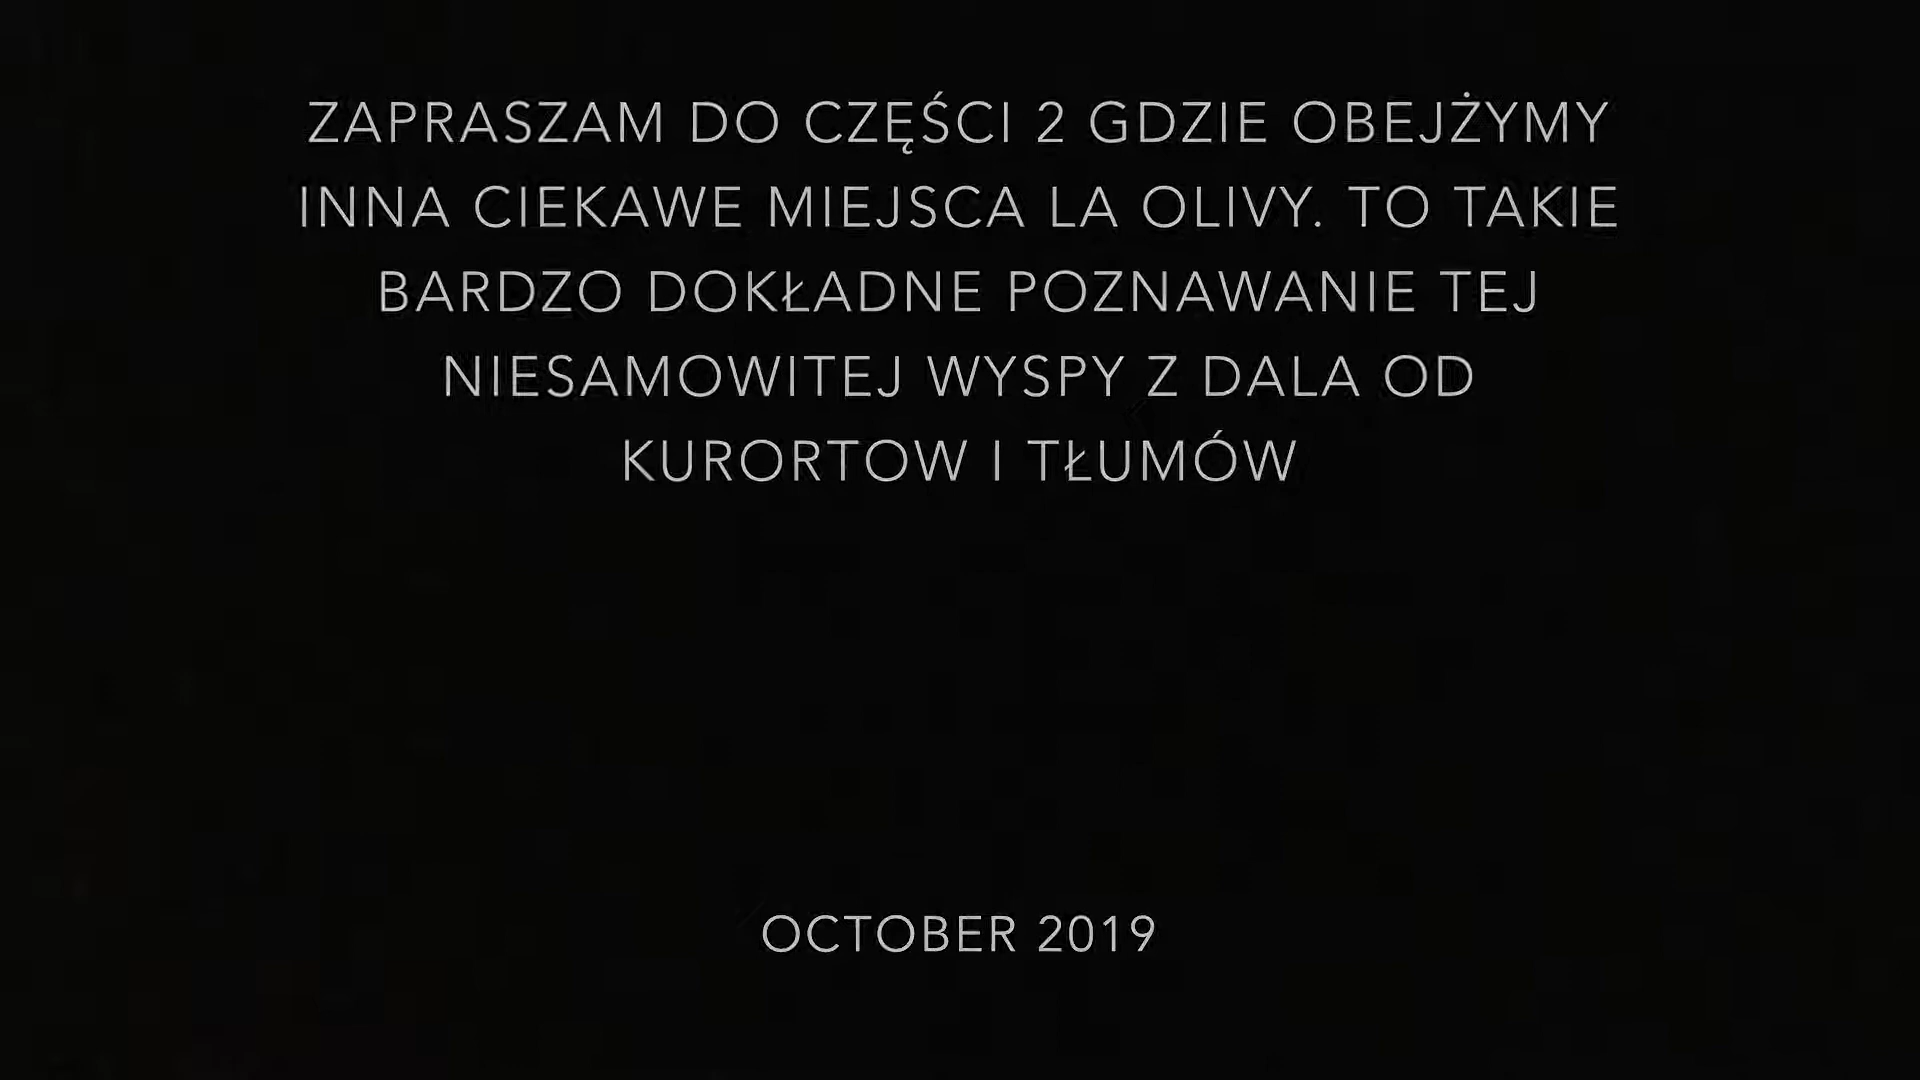 ZAPRASZAM DO CZĘŚCI 2 GDZIE OBEJŻYMY
INNA CIEKAWE MIEJSCA LA OLIVY. TO TAKIE
BARDZO DOKŁADNE POZNAWANIE TEJ
NIESAMOWITEJ WYSPY Z DALA OD
KURORTOW I TŁUMÓW
OCTOBER 2019